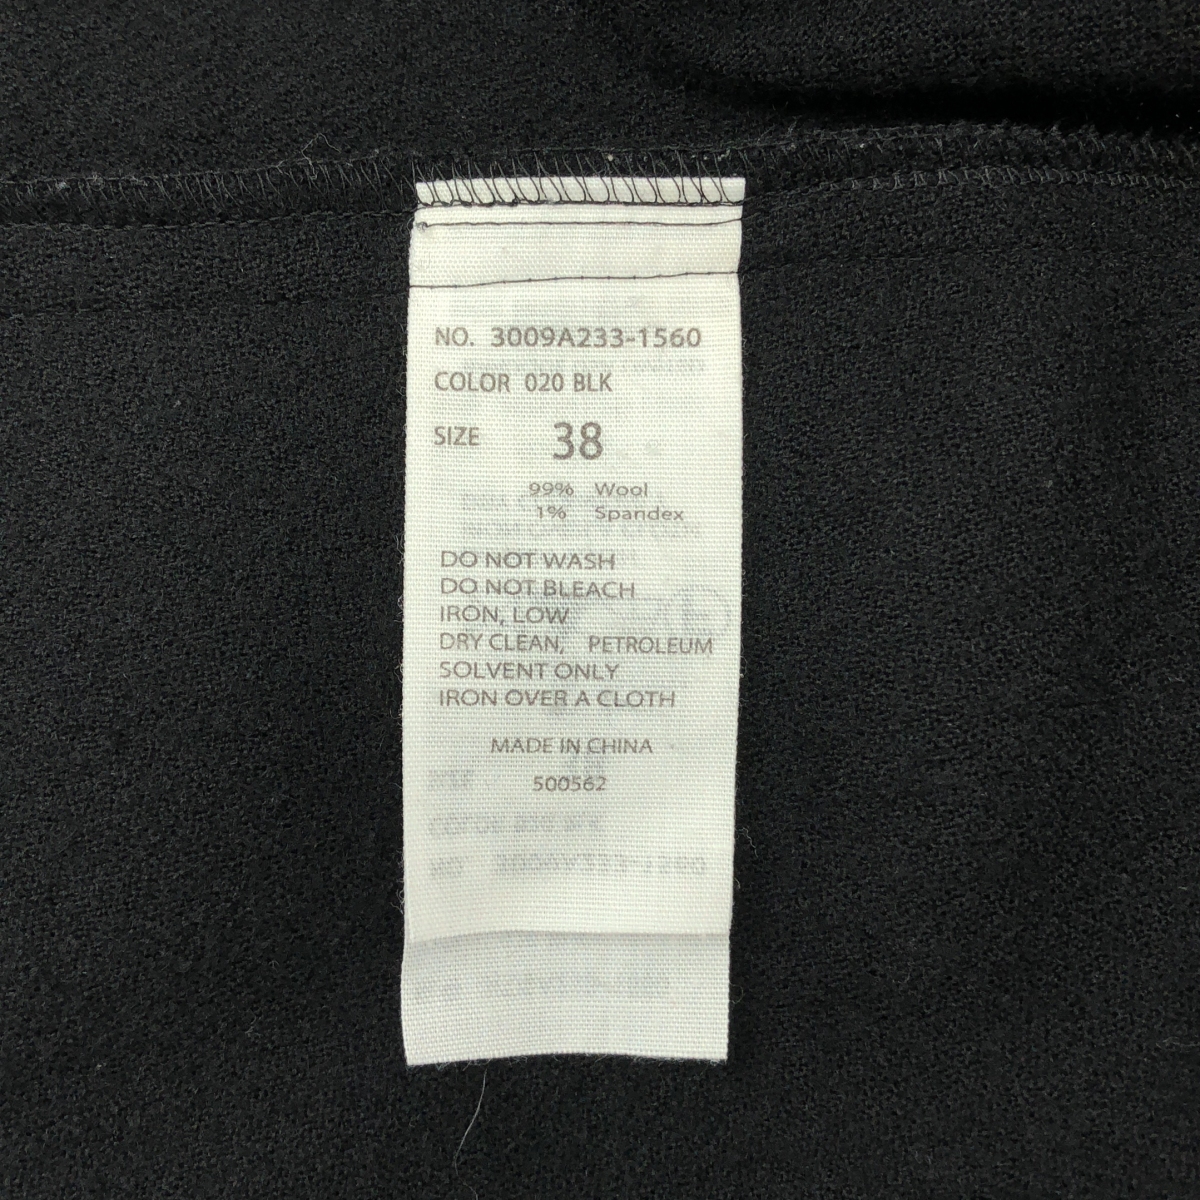 NO. 3009A233-1560
COLOR 020 BLK
SIZE 38
99% Wool
1% Spandex
DO NOT WASH
DO NOT BLEACH
IRON, LOW
DRY CLEAN, PETROLEUM
SOLVENT ONLY
IRON OVER A CLOTH
MADE IN CHINA
500562